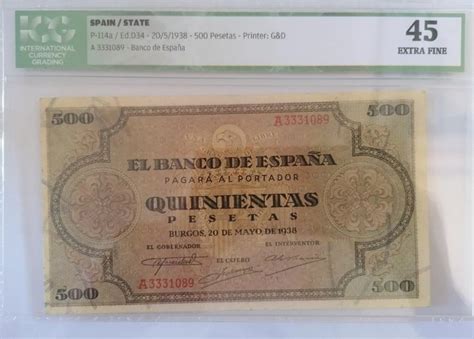 ICG
INTERNATIONAL
CURRENCY
GRADING
SPAIN / STATE
P-114a / Ed.D34 - 20/5/1938 - 500 Pesetas - Printer: G&D
A 3331089 - Banco de España
45
EXTRA FINE
500
500
A3331089
EL BANCO DE ESPAÑA
PAGARÁ AL PORTADOR
QUINIENTAS
PESETAS
BURGOS, 20 DE MAYO, DE 1938
EL GOBERNADOR
EL INTERVENTOR
EL CAJERO
A3331089
500
500